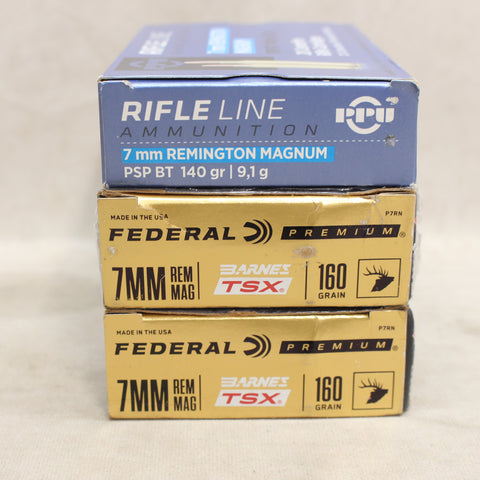 RIFLE LINE
AMMUNITION
PPU
7 mm REMINGTON MAGNUM
PSP BT 140 gr | 9,1 g
MADE IN THE USA
P7RN
FEDERAL PREMIUM®
7MM REM MAG
BARNES TSX®
160 GRAIN
MADE IN THE USA
P7RN
FEDERAL PREMIUM®
7MM REM MAG
BARNES TSX®
160 GRAIN